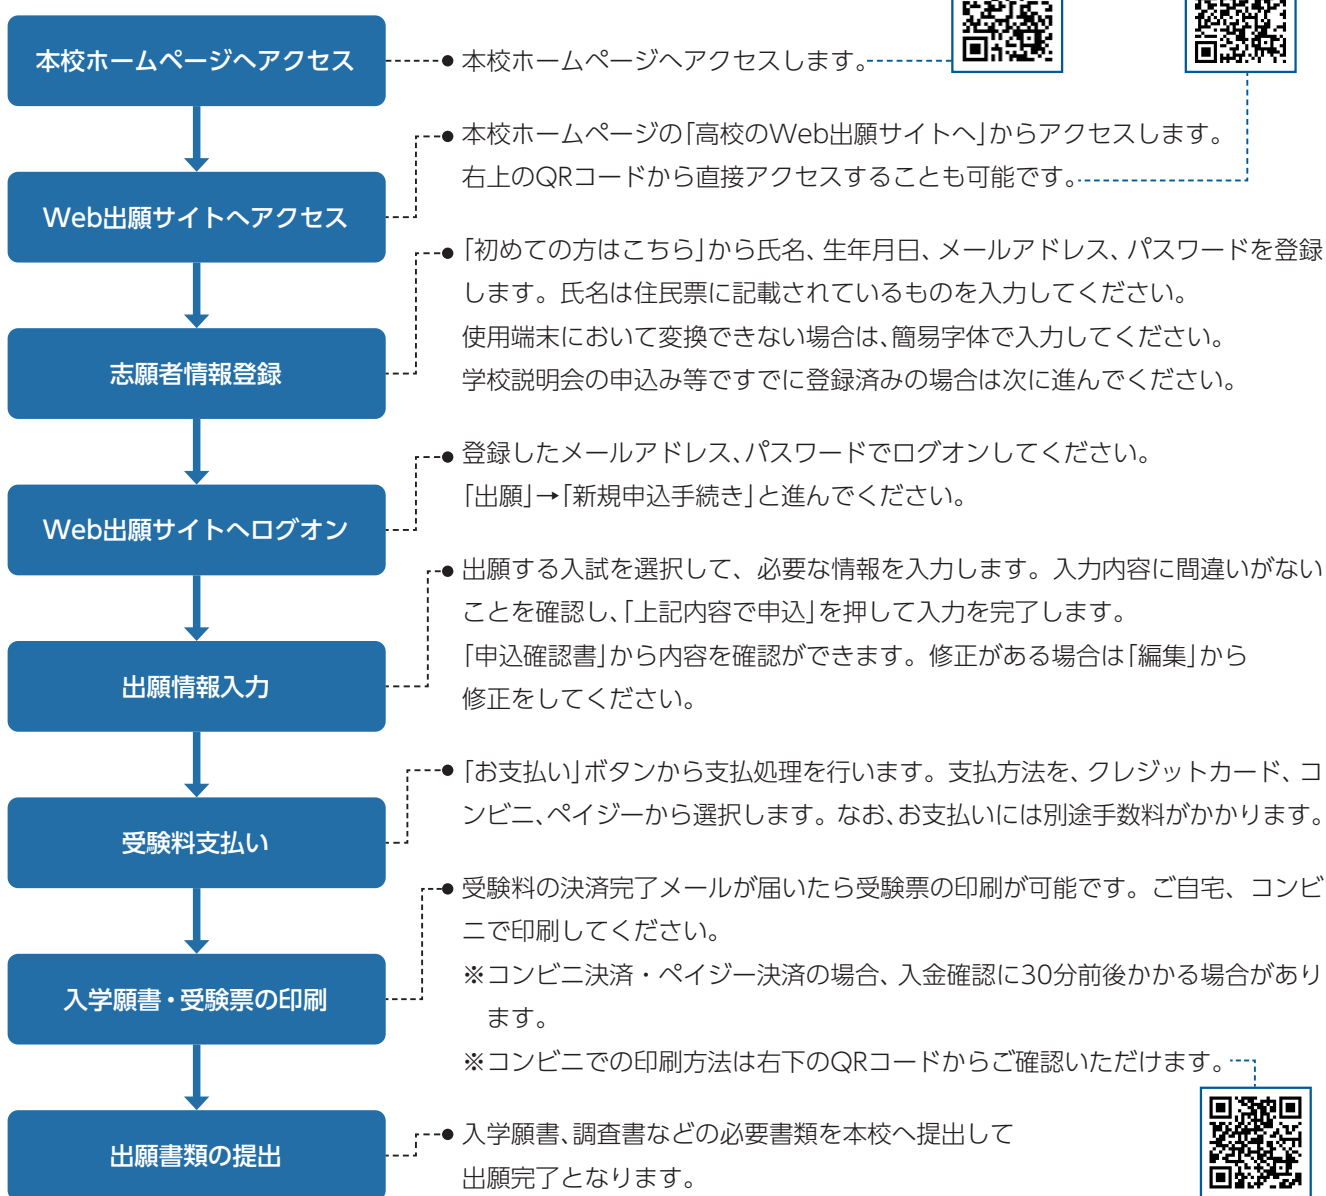 本校ホームページへアクセス
本校ホームページへアクセスします。
Web出願サイトへアクセス
本校ホームページの「高校のWeb出願サイトへ」からアクセスします。
右上のQRコードから直接アクセスすることも可能です。
志願者情報登録
「初めての方はこちら」から氏名、生年月日、メールアドレス、パスワードを登録
します。氏名は住民票に記載されているものを入力してください。
使用端末において変換できない場合は、簡易字体で入力してください。
学校説明会の申込み等ですでに登録済みの場合は次に進んでください。
Web出願サイトへログオン
登録したメールアドレス、パスワードでログオンしてください。
「出願」→「新規申込手続き」と進んでください。
出願情報入力
出願する入試を選択して、必要な情報を入力します。入力内容に間違いがない
ことを確認し、「上記内容で申込」を押して入力を完了します。
「申込確認書」から内容を確認ができます。修正がある場合は「編集」から
修正をしてください。
受験料支払い
「お支払い」ボタンから支払処理を行います。支払方法を、クレジットカード、コ
ンビニ、ペイジーから選択します。なお、お支払いには別途手数料がかかります。
入学願書・受験票の印刷
受験料の決済完了メールが届いたら受験票の印刷が可能です。ご自宅、コンビ
ニで印刷してください。
※コンビニ決済・ペイジー決済の場合、入金確認に30分前後かかる場合があり
ます。
※コンビニでの印刷方法は右下のQRコードからご確認いただけます。
出願書類の提出
入学願書、調査書などの必要書類を本校へ提出して
出願完了となります。